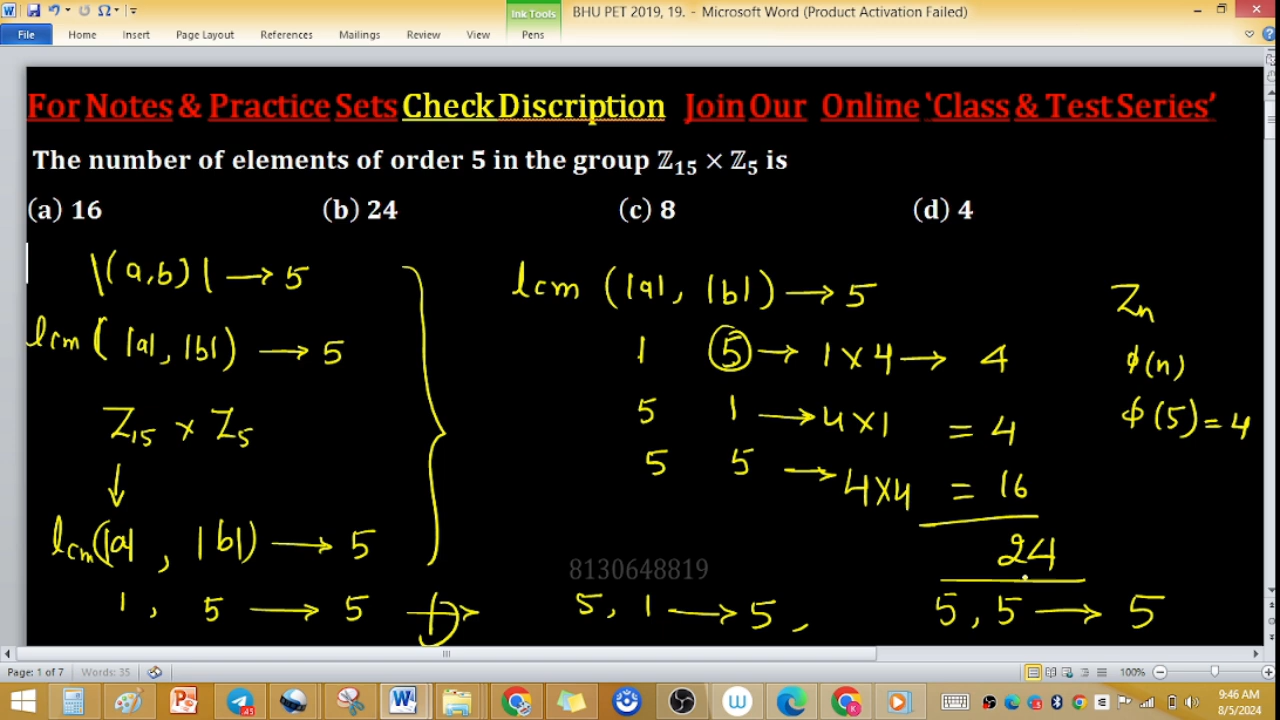 BHU PET 2019, 19. - Microsoft Word (Product Activation Failed)
Ink Tools
File Home Insert Page Layout References Mailings Review View Pens
For Notes & Practice Sets Check Discription Join Our Online 'Class & Test Series'
The number of elements of order 5 in the group ℤ₁₅ × ℤ₅ is
(a) 16 (b) 24 (c) 8 (d) 4
|(a,b)| → 5
lcm (|a|, |b|) → 5
Z₁₅ × Z₅
↓
lcm(|a|, |b|) → 5
1, 5 → 5
lcm (|a|, |b|) → 5
1 5 → 1×4 → 4
5 1 → 4×1 = 4
5 5 → 4×4 = 16
24
Zₙ
ϕ(n)
ϕ(5)=4
8130648819
5, 1 → 5,
5, 5 → 5
Page: 1 of 7 Words: 35 100%
9:46 AM
8/5/2024